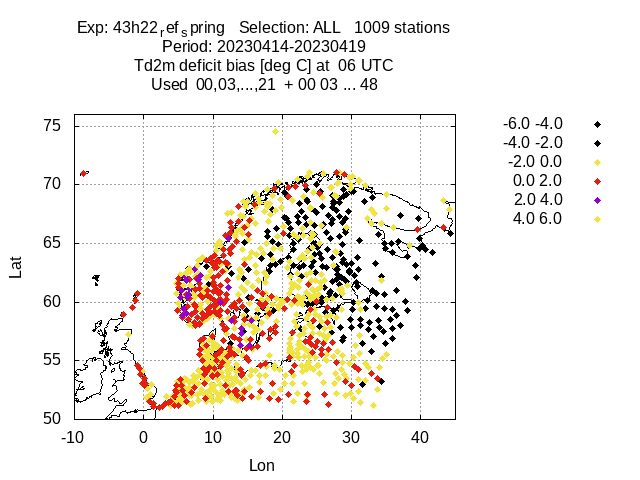 Exp: 43h22ref spring   Selection: ALL   1009 stations
Period: 20230414-20230419
Td2m deficit bias [deg C] at  06 UTC
Used  00,03,...,21  + 00 03 ... 48
-6.0 -4.0
-4.0 -2.0
-2.0 0.0
0.0 2.0
2.0 4.0
4.0 6.0
75
70
65
60
55
50
Lat
-10 0 10 20 30 40
Lon